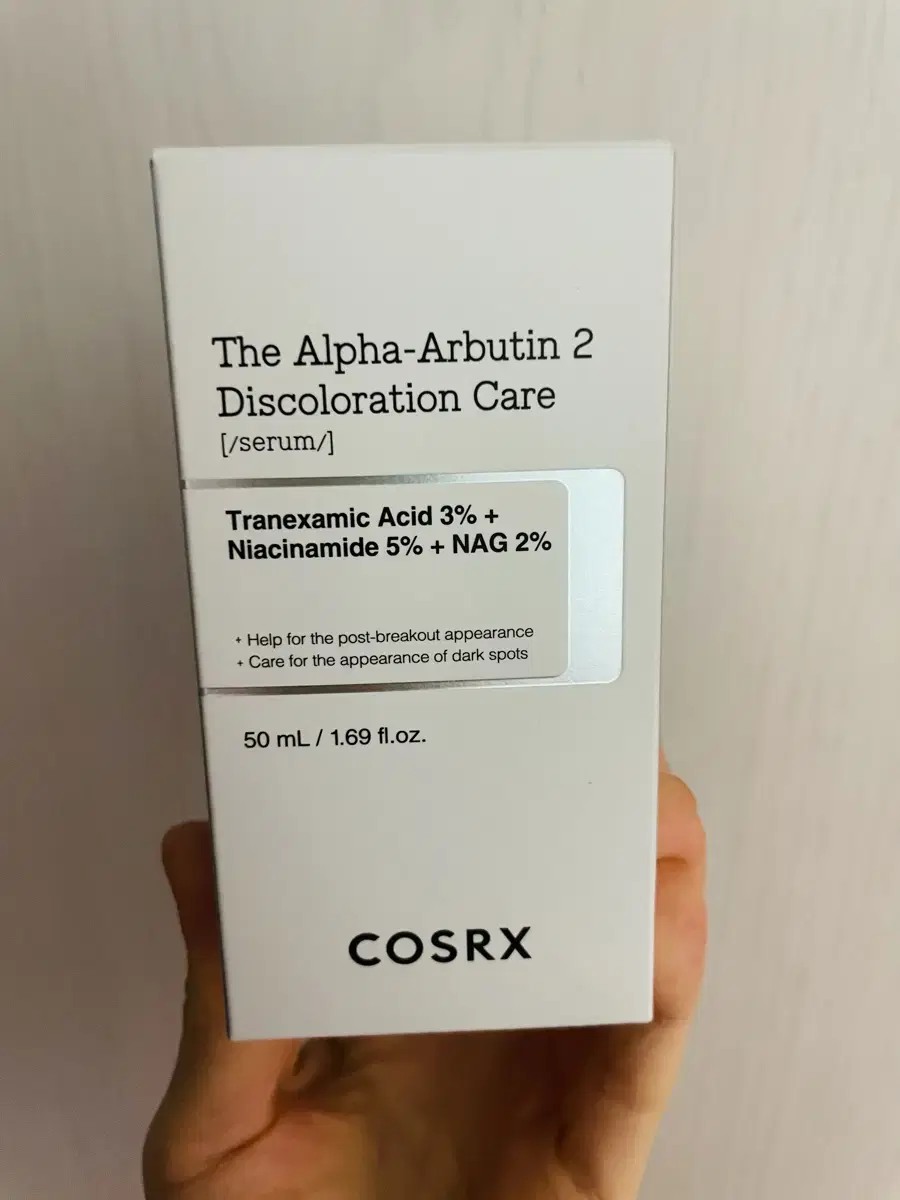 The Alpha-Arbutin 2
Discoloration Care
[/serum/]
Tranexamic Acid 3% +
Niacinamide 5% + NAG 2%
+ Help for the post-breakout appearance
+ Care for the appearance of dark spots
50 mL / 1.69 fl.oz.
COSRX